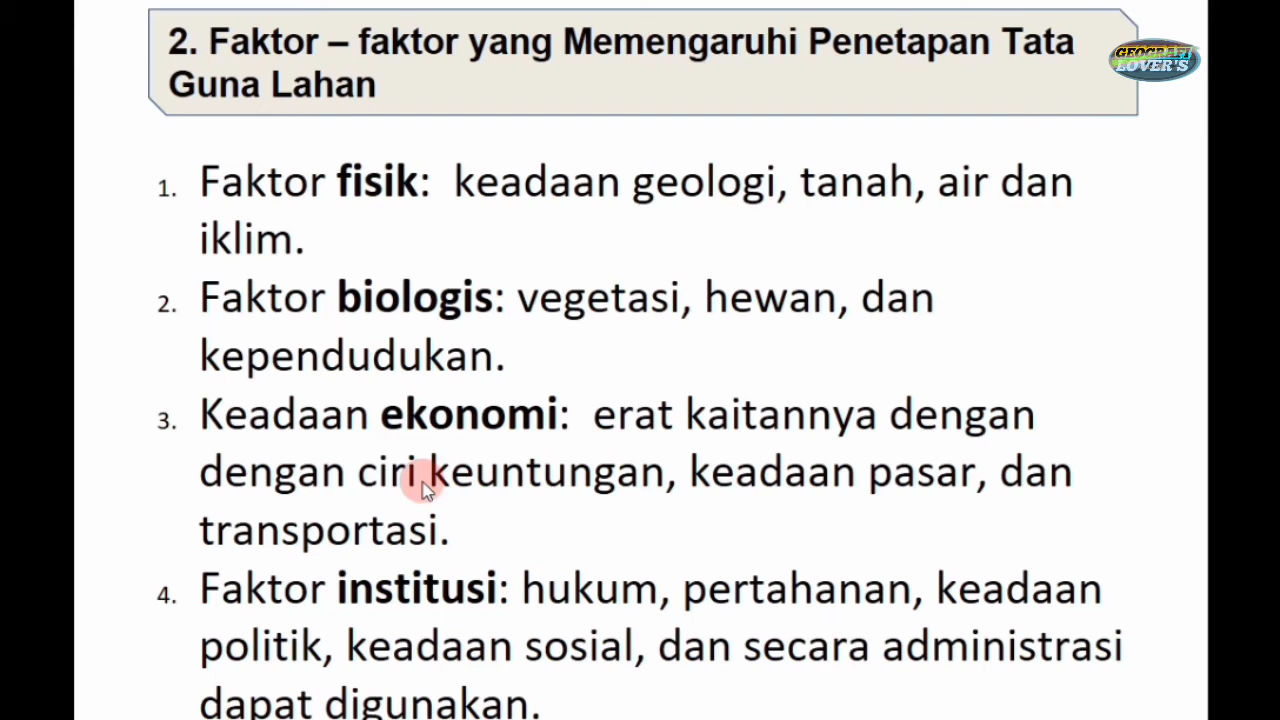 2. Faktor – faktor yang Memengaruhi Penetapan Tata
Guna Lahan
GEOGRAFI
LOVER'S
1. Faktor fisik: keadaan geologi, tanah, air dan
iklim.
2. Faktor biologis: vegetasi, hewan, dan
kependudukan.
3. Keadaan ekonomi: erat kaitannya dengan
dengan ciri keuntungan, keadaan pasar, dan
transportasi.
4. Faktor institusi: hukum, pertahanan, keadaan
politik, keadaan sosial, dan secara administrasi
dapat digunakan.